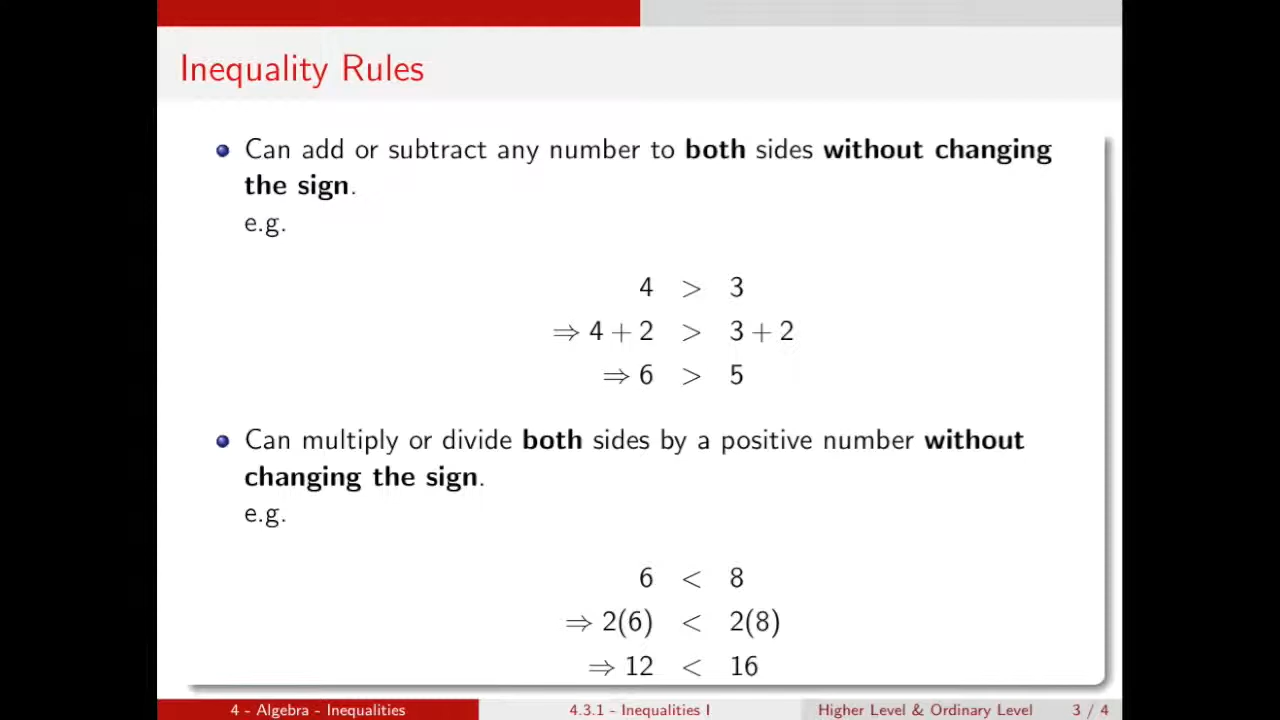 Inequality Rules
Can add or subtract any number to both sides without changing
the sign.
e.g.
4 > 3
⇒ 4 + 2 > 3 + 2
⇒ 6 > 5
Can multiply or divide both sides by a positive number without
changing the sign.
e.g.
6 < 8
⇒ 2(6) < 2(8)
⇒ 12 < 16
4 - Algebra - Inequalities 4.3.1 - Inequalities I Higher Level & Ordinary Level 3 / 4